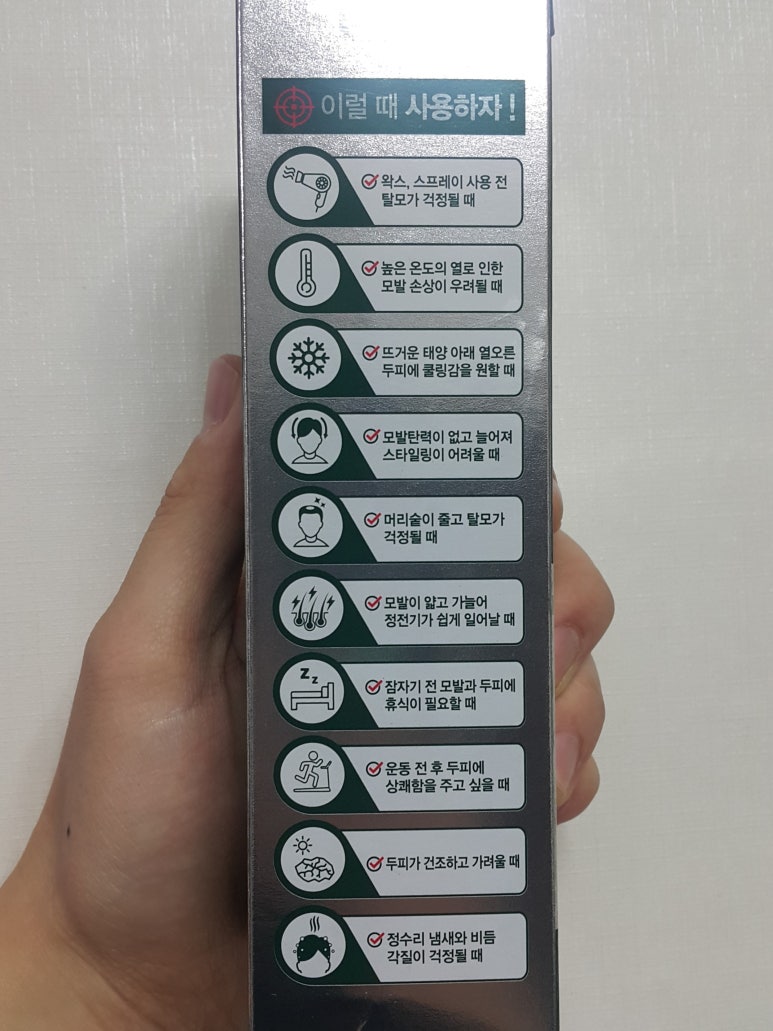 이럴 때 사용하자!
왁스, 스프레이 사용 전
탈모가 걱정될 때
높은 온도의 열로 인한
모발 손상이 우려될 때
뜨거운 태양 아래 열오른
두피에 쿨링감을 원할 때
모발탄력이 없고 늘어져
스타일링이 어려울 때
머리숱이 줄고 탈모가
걱정될 때
모발이 얇고 가늘어
정전기가 쉽게 일어날 때
Z z
잠자기 전 모발과 두피에
휴식이 필요할 때
운동 전 후 두피에
상쾌함을 주고 싶을 때
두피가 건조하고 가려울 때
정수리 냄새와 비듬
각질이 걱정될 때